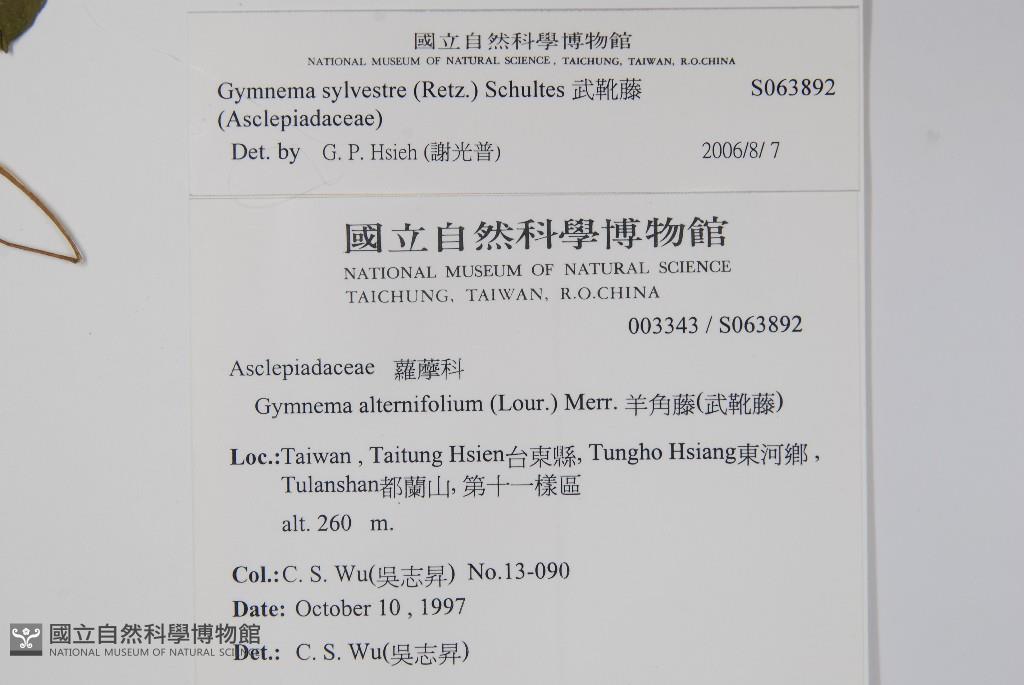 國立自然科學博物館
NATIONAL MUSEUM OF NATURAL SCIENCE, TAICHUNG, TAIWAN, R.O.CHINA
Gymnema sylvestre (Retz.) Schultes 武靴藤 S063892
(Asclepiadaceae)
Det. by G. P. Hsieh (謝光普) 2006/8/ 7
國立自然科學博物館
NATIONAL MUSEUM OF NATURAL SCIENCE
TAICHUNG, TAIWAN, R.O.CHINA
003343 / S063892
Asclepiadaceae 蘿藦科
Gymnema alternifolium (Lour.) Merr. 羊角藤(武靴藤)
Loc.:Taiwan , Taitung Hsien台東縣, Tungho Hsiang東河鄉 ,
Tulanshan都蘭山, 第十一樣區
alt. 260 m.
Col.:C. S. Wu(吳志昇) No.13-090
Date: October 10 , 1997
Det.: C. S. Wu(吳志昇)
國立自然科學博物館
NATIONAL MUSEUM OF NATURAL SCIENCE